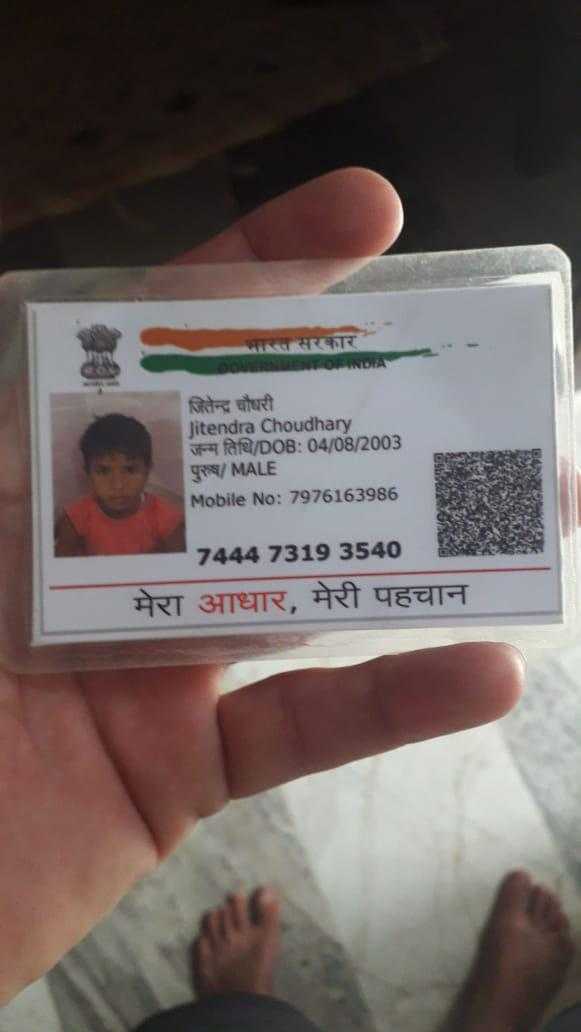 भारत सरकार
GOVERNMENT OF INDIA
जितेन्द्र चौधरी
Jitendra Choudhary
जन्म तिथि/DOB: 04/08/2003
पुरुष/ MALE
Mobile No: 7976163986
7444 7319 3540
मेरा आधार, मेरी पहचान